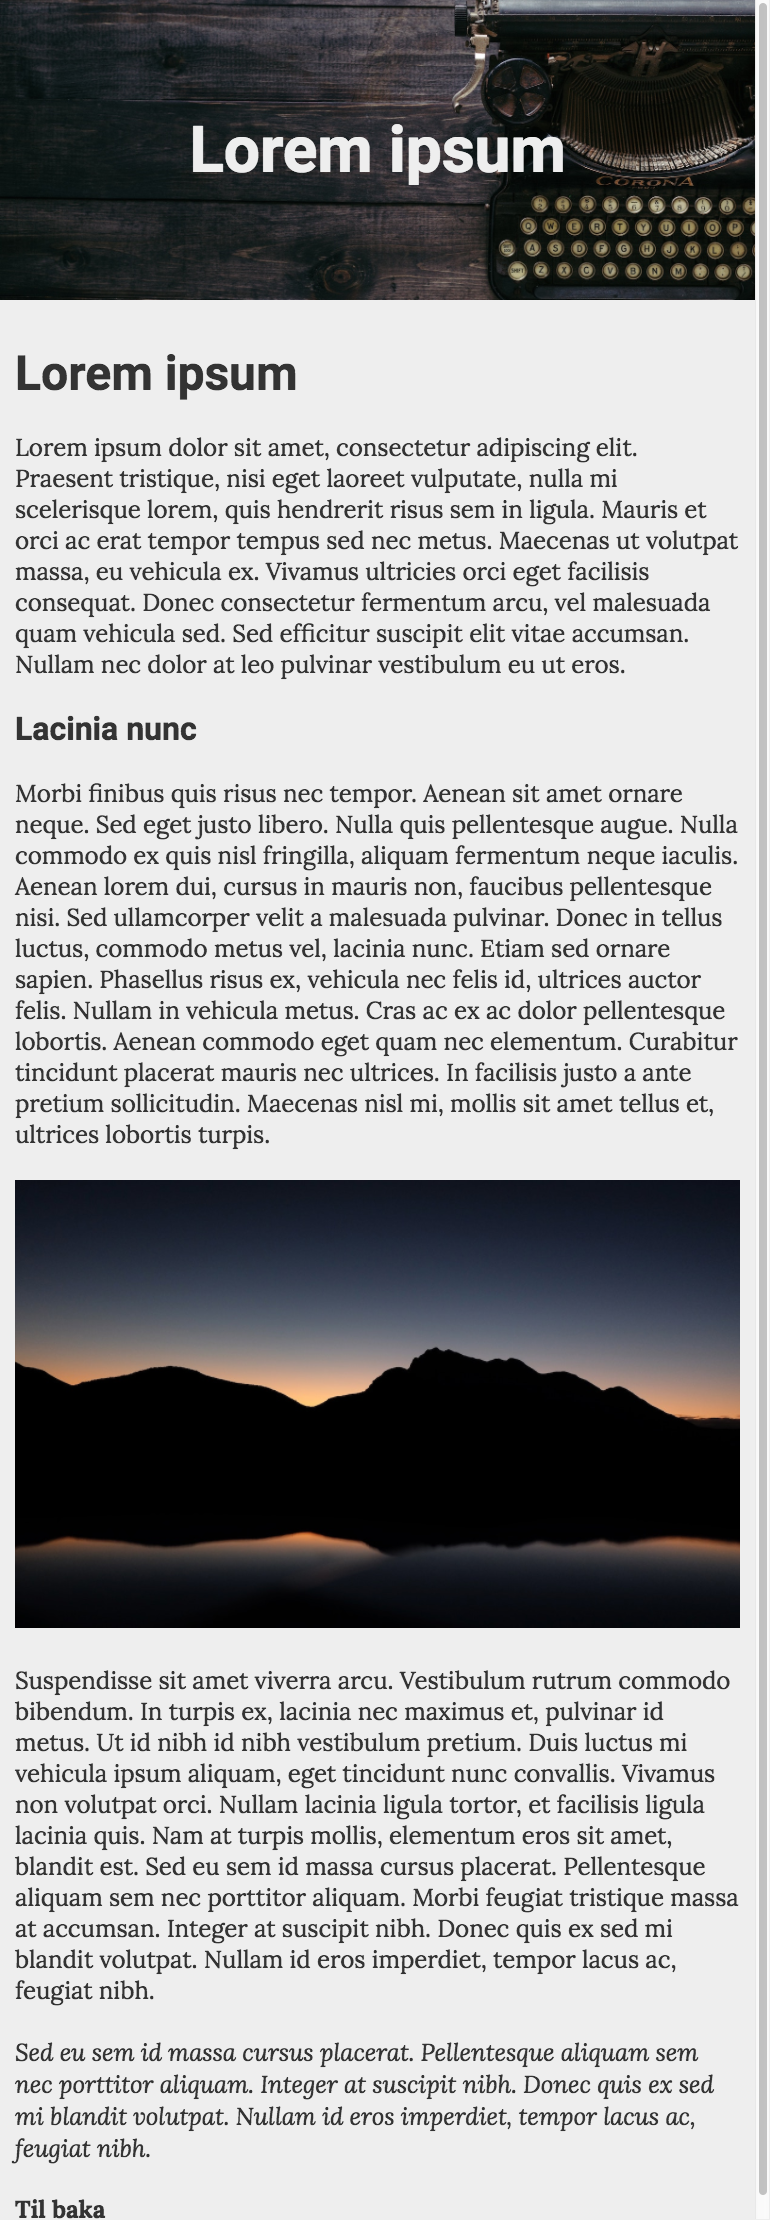 Lorem ipsum
CORONA
Q W E R T Y U I O P
A S D F G H J K L
SHIFT Z X C V B N M
Lorem ipsum
Lorem ipsum dolor sit amet, consectetur adipiscing elit.
Praesent tristique, nisi eget laoreet vulputate, nulla mi
scelerisque lorem, quis hendrerit risus sem in ligula. Mauris et
orci ac erat tempor tempus sed nec metus. Maecenas ut volutpat
massa, eu vehicula ex. Vivamus ultricies orci eget facilisis
consequat. Donec consectetur fermentum arcu, vel malesuada
quam vehicula sed. Sed efficitur suscipit elit vitae accumsan.
Nullam nec dolor at leo pulvinar vestibulum eu ut eros.
Lacinia nunc
Morbi finibus quis risus nec tempor. Aenean sit amet ornare
neque. Sed eget justo libero. Nulla quis pellentesque augue. Nulla
commodo ex quis nisl fringilla, aliquam fermentum neque iaculis.
Aenean lorem dui, cursus in mauris non, faucibus pellentesque
nisi. Sed ullamcorper velit a malesuada pulvinar. Donec in tellus
luctus, commodo metus vel, lacinia nunc. Etiam sed ornare
sapien. Phasellus risus ex, vehicula nec felis id, ultrices auctor
felis. Nullam in vehicula metus. Cras ac ex ac dolor pellentesque
lobortis. Aenean commodo eget quam nec elementum. Curabitur
tincidunt placerat mauris nec ultrices. In facilisis justo a ante
pretium sollicitudin. Maecenas nisl mi, mollis sit amet tellus et,
ultrices lobortis turpis.
Suspendisse sit amet viverra arcu. Vestibulum rutrum commodo
bibendum. In turpis ex, lacinia nec maximus et, pulvinar id
metus. Ut id nibh id nibh vestibulum pretium. Duis luctus mi
vehicula ipsum aliquam, eget tincidunt nunc convallis. Vivamus
non volutpat orci. Nullam lacinia ligula tortor, et facilisis ligula
lacinia quis. Nam at turpis mollis, elementum eros sit amet,
blandit est. Sed eu sem id massa cursus placerat. Pellentesque
aliquam sem nec porttitor aliquam. Morbi feugiat tristique massa
at accumsan. Integer at suscipit nibh. Donec quis ex sed mi
blandit volutpat. Nullam id eros imperdiet, tempor lacus ac,
feugiat nibh.
Sed eu sem id massa cursus placerat. Pellentesque aliquam sem
nec porttitor aliquam. Integer at suscipit nibh. Donec quis ex sed
mi blandit volutpat. Nullam id eros imperdiet, tempor lacus ac,
feugiat nibh.
Til baka